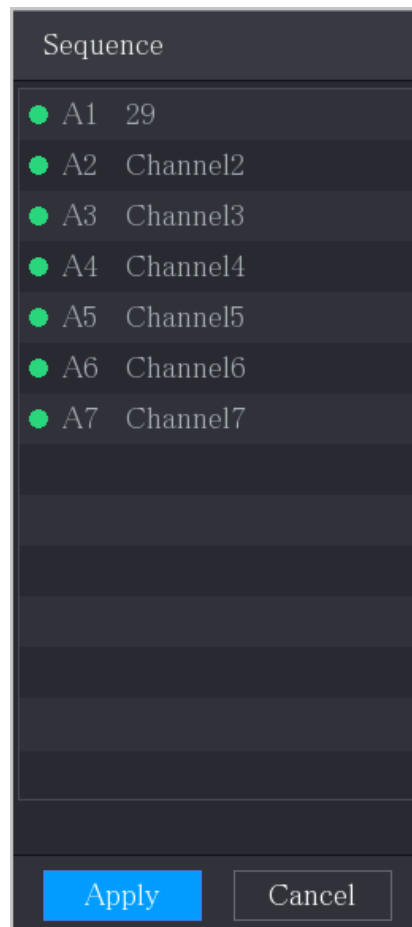 Sequence
A1 29
A2 Channel2
A3 Channel3
A4 Channel4
A5 Channel5
A6 Channel6
A7 Channel7
Apply Cancel